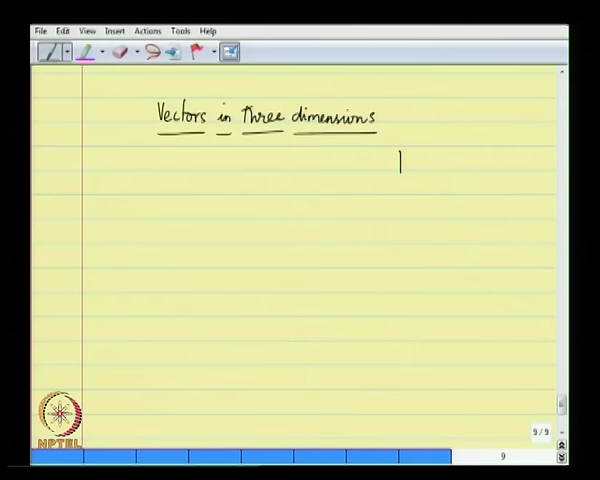 File Edit View Insert Actions Tools Help
Vectors in three dimensions
NPTEL
9/9
9